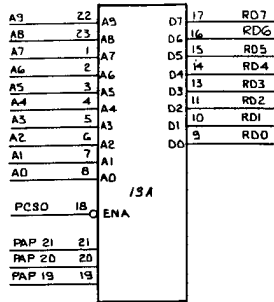 A9 22 A9 D7 17 RD7
A8 23 A8 D6 16 RD6
A7 1 A7 D5 15 RD5
A6 2 A6 D4 14 RD4
A5 3 A5 D3 13 RD3
A4 4 A4 D2 11 RD2
A3 5 A3 D1 10 RD1
A2 6 A2 D0 9 RD0
A1 7 A1
A0 8 A0
13A
PCS0 18 ENA
PAP 21 21
PAP 20 20
PAP 19 19